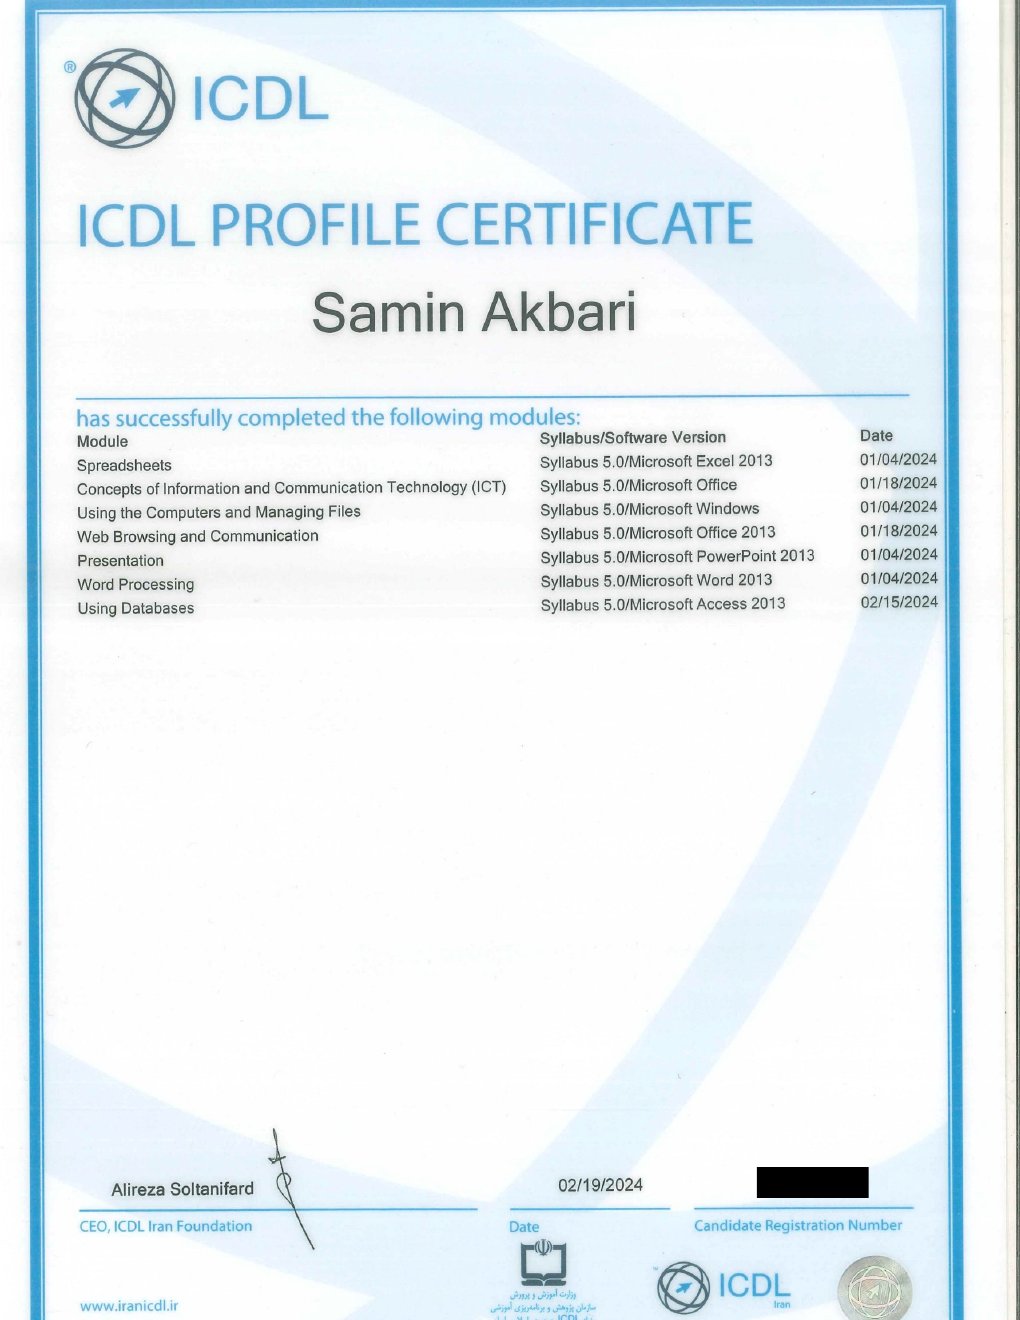 ®
ICDL
ICDL PROFILE CERTIFICATE
Samin Akbari
has successfully completed the following modules:
Module Syllabus/Software Version Date
Spreadsheets Syllabus 5.0/Microsoft Excel 2013 01/04/2024
Concepts of Information and Communication Technology (ICT) Syllabus 5.0/Microsoft Office 01/18/2024
Using the Computers and Managing Files Syllabus 5.0/Microsoft Windows 01/04/2024
Web Browsing and Communication Syllabus 5.0/Microsoft Office 2013 01/18/2024
Presentation Syllabus 5.0/Microsoft PowerPoint 2013 01/04/2024
Word Processing Syllabus 5.0/Microsoft Word 2013 01/04/2024
Using Databases Syllabus 5.0/Microsoft Access 2013 02/15/2024
Alireza Soltanifard 02/19/2024
CEO, ICDL Iran Foundation Date Candidate Registration Number
وزارت آموزش و پرورش
سازمان پژوهش و برنامه‌ریزی آموزشی
ICDL
Iran
www.iranicdl.ir
ICDL